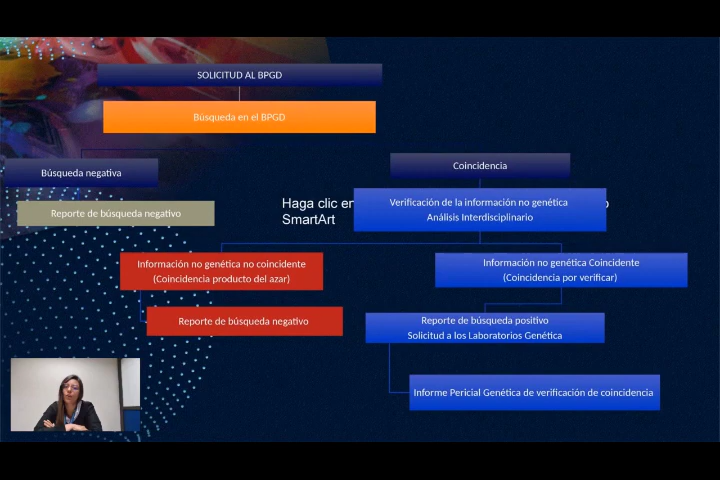 SOLICITUD AL BPGD
Búsqueda en el BPGD
Búsqueda negativa
Coincidencia
Reporte de búsqueda negativo
Haga clic en
SmartArt
Verificación de la información no genética
Análisis Interdisciplinario
Información no genética no coincidente
(Coincidencia producto del azar)
Información no genética Coincidente
(Coincidencia por verificar)
Reporte de búsqueda negativo
Reporte de búsqueda positivo
Solicitud a los Laboratorios Genética
Informe Pericial Genética de verificación de coincidencia